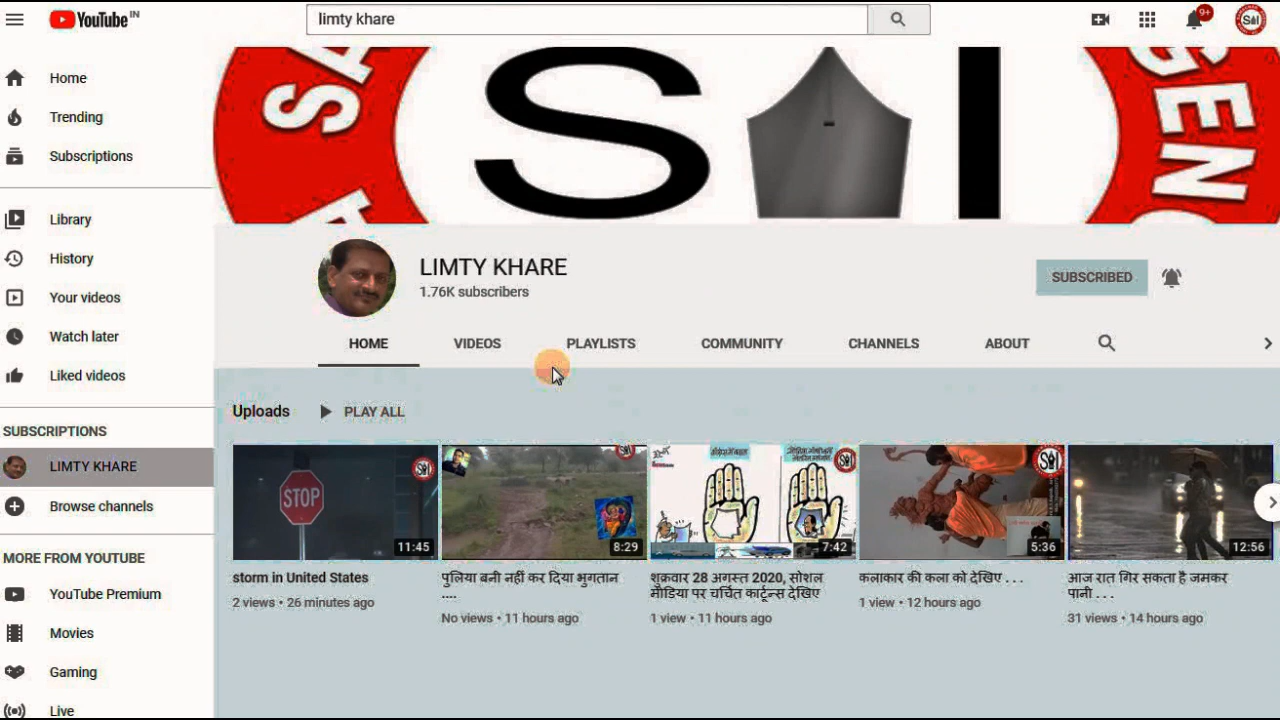 YouTube IN
limty khare
9+
SAI
SA
GEN
S I
Home
Trending
Subscriptions
Library
History
Your videos
Watch later
Liked videos
SUBSCRIPTIONS
LIMTY KHARE
Browse channels
MORE FROM YOUTUBE
YouTube Premium
Movies
Gaming
Live
LIMTY KHARE
1.76K subscribers
SUBSCRIBED
HOME VIDEOS PLAYLISTS COMMUNITY CHANNELS ABOUT
Uploads PLAY ALL
STOP
11:45
8:29
7:42
5:36
12:56
storm in United States
2 views • 26 minutes ago
पुलिया बनी नहीं कर दिया भुगतान
....
No views • 11 hours ago
शुक्रवार 28 अगस्त 2020, सोशल
मीडिया पर चर्चित कार्टून्स देखिए
1 view • 11 hours ago
कलाकार की कला को देखिए . . .
1 view • 12 hours ago
आज रात गिर सकता है जमकर
पानी . . .
31 views • 14 hours ago